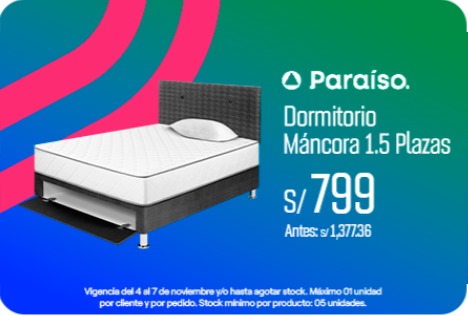 Paraíso.
Dormitorio
Máncora 1.5 Plazas
S/ 799
Antes: S/ 1,377.36
Vigencia del 4 al 7 de noviembre y/o hasta agotar stock. Máximo 01 unidad
por cliente y por pedido. Stock mínimo por producto: 05 unidades.